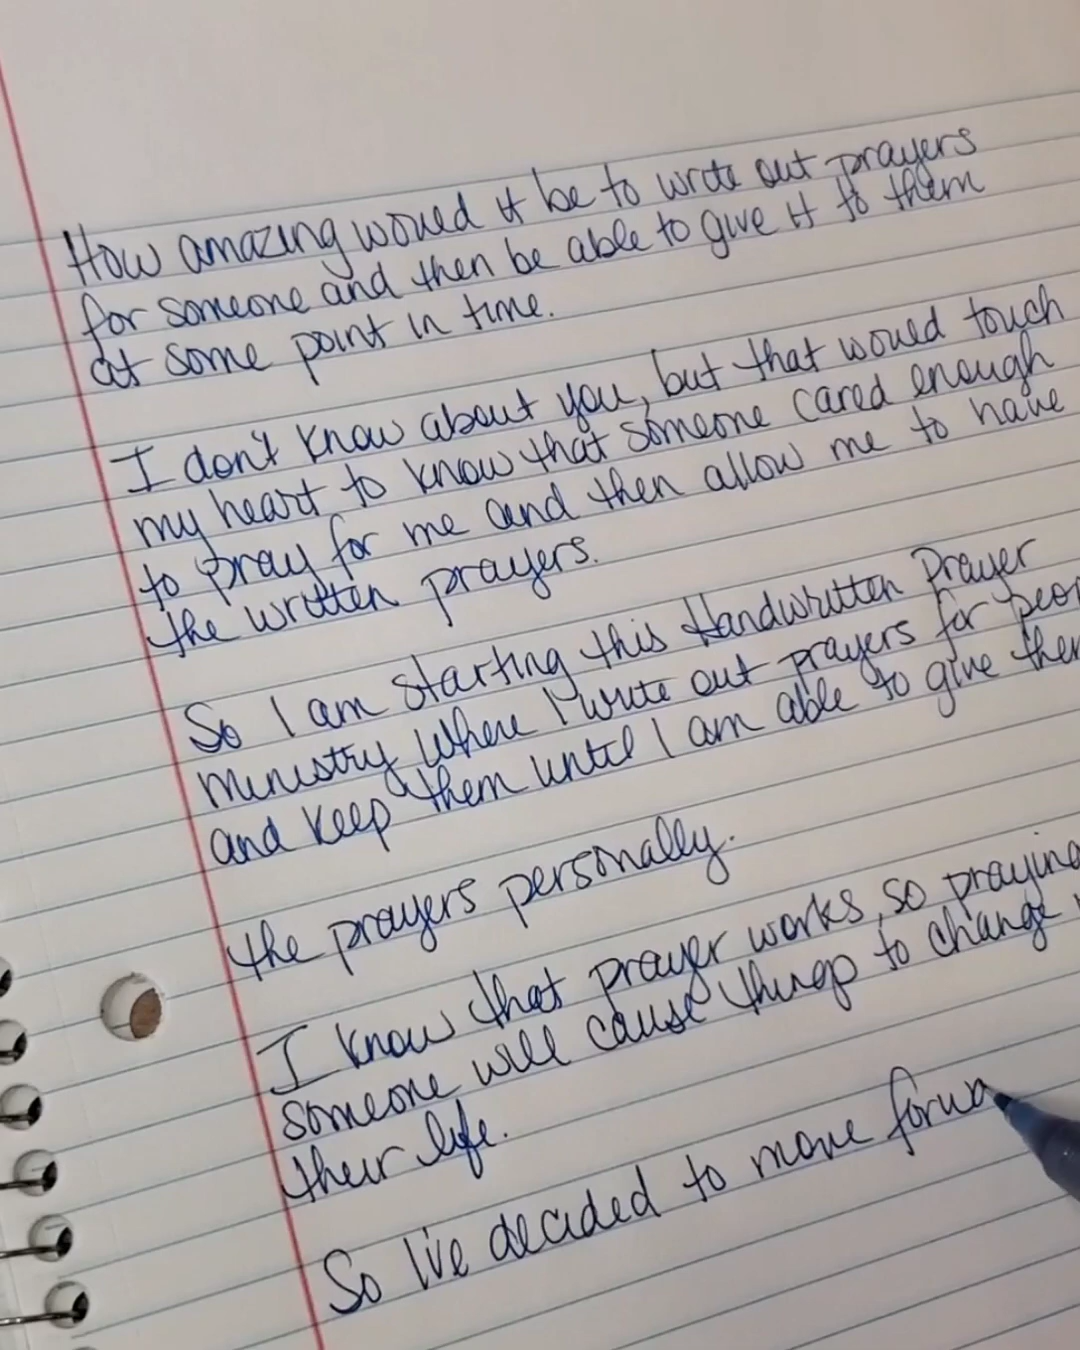 How amazing would it be to write out prayers
for someone and then be able to give it to them
at some point in time.
I don't know about you, but that would touch
my heart to know that someone cared enough
to pray for me and then allow me to have
the written prayers.
So I am starting this Handwritten Prayer
ministry where I write out prayers for peop
and keep them until I am able to give them
the prayers personally.
I know that prayer works, so praying
someone will cause things to change
their life.
So I've decided to move forwa